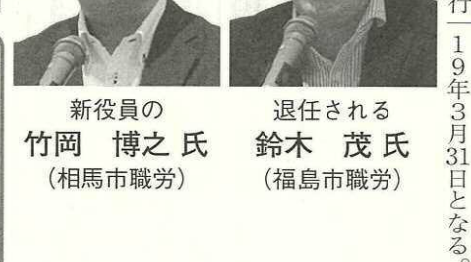 行｜19年3月31日となる。
退任される
鈴木　茂 氏
（福島市職労）
新役員の
竹岡　博之 氏
（相馬市職労）